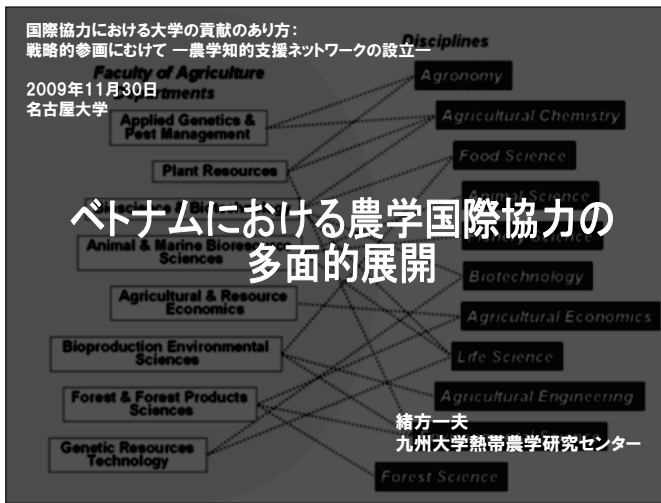 国際協力における大学の貢献のあり方：
戦略的参画にむけて ―農学知的支援ネットワークの設立―
2009年11月30日
名古屋大学
Faculty of Agriculture
Departments
Disciplines
Applied Genetics &
Pest Management
Plant Resources
Bioscience & Biotechnology
Animal & Marine Bioresource
Sciences
Agricultural & Resource
Economics
Bioproduction Environmental
Sciences
Forest & Forest Products
Sciences
Genetic Resources
Technology
Agronomy
Agricultural Chemistry
Food Science
Animal Science
Science
Biotechnology
Agricultural Economics
Life Science
Agricultural Engineering
Forest Science
ベトナムにおける農学国際協力の
多面的展開
緒方一夫
九州大学熱帯農学研究センター